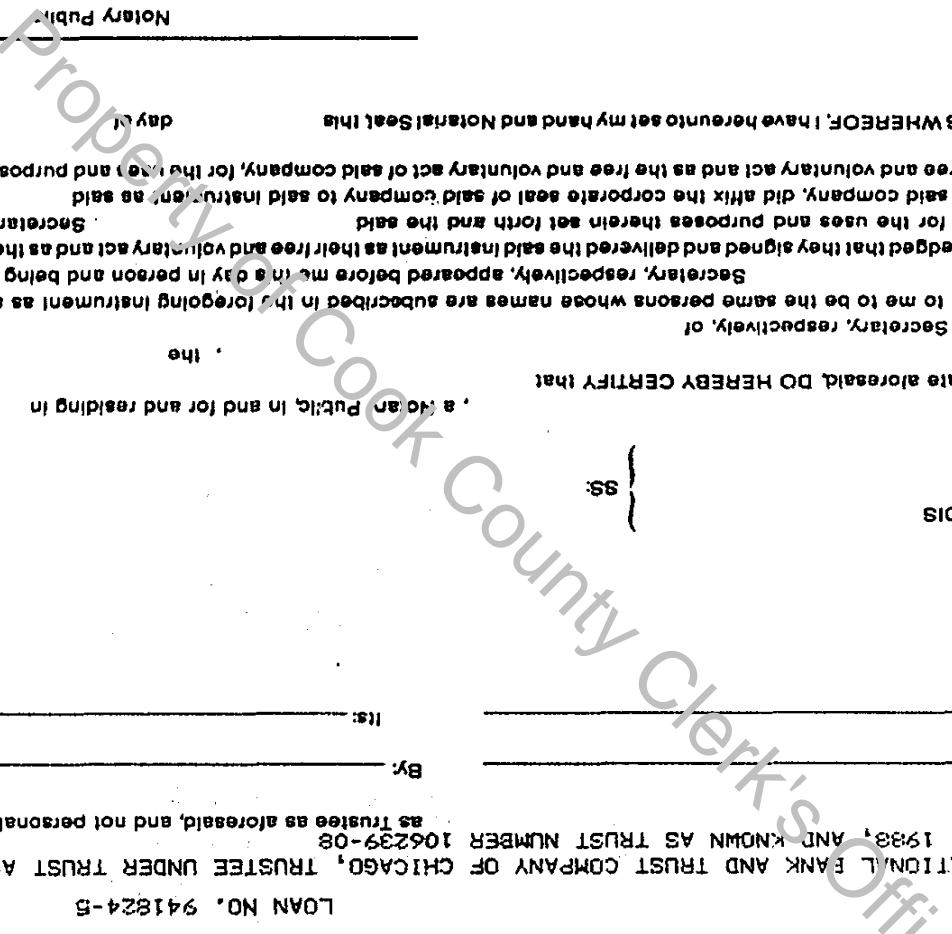 LOAN NO. 941824-5
TIONAL BANK AND TRUST COMPANY OF CHICAGO, TRUSTEE UNDER TRUST A
1988, AND KNOWN AS TRUST NUMBER 106239-08
as Trustee as aforesaid, and not personal
By:
Its:
OIS
SS:
, a Notary Public, in and for and residing in
ate aforesaid, DO HEREBY CERTIFY that
, the
Secretary, respectively, of
to me to be the same persons whose names are subscribed in the foregoing instrument as
Secretary, respectively, appeared before me this day in person and being
edged that they signed and delivered the said instrument as their free and voluntary act and as the
for the uses and purposes therein set forth and the said Secretar
said company, did affix the corporate seal of said company to said instrument as said
ee and voluntary act and as the free and voluntary act of said company, for the uses and purpos
S WHEREOF, I have hereunto set my hand and Notarial Seal this day of
Notary Public
Property of Cook County Clerk's Offi